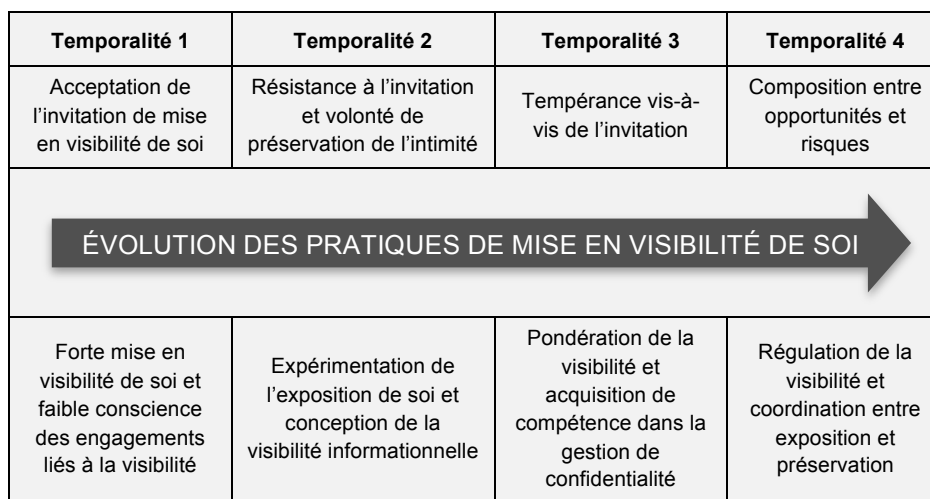 Temporalité 1
Temporalité 2
Temporalité 3
Temporalité 4
Acceptation de
l'invitation de mise
en visibilité de soi
Résistance à l'invitation
et volonté de
préservation de l'intimité
Tempérance vis-à-
vis de l'invitation
Composition entre
opportunités et
risques
ÉVOLUTION DES PRATIQUES DE MISE EN VISIBILITÉ DE SOI
Forte mise en
visibilité de soi et
faible conscience
des engagements
liés à la visibilité
Expérimentation de
l'exposition de soi et
conception de la
visibilité informationnelle
Pondération de la
visibilité et
acquisition de
compétence dans la
gestion de
confidentialité
Régulation de la
visibilité et
coordination entre
exposition et
préservation